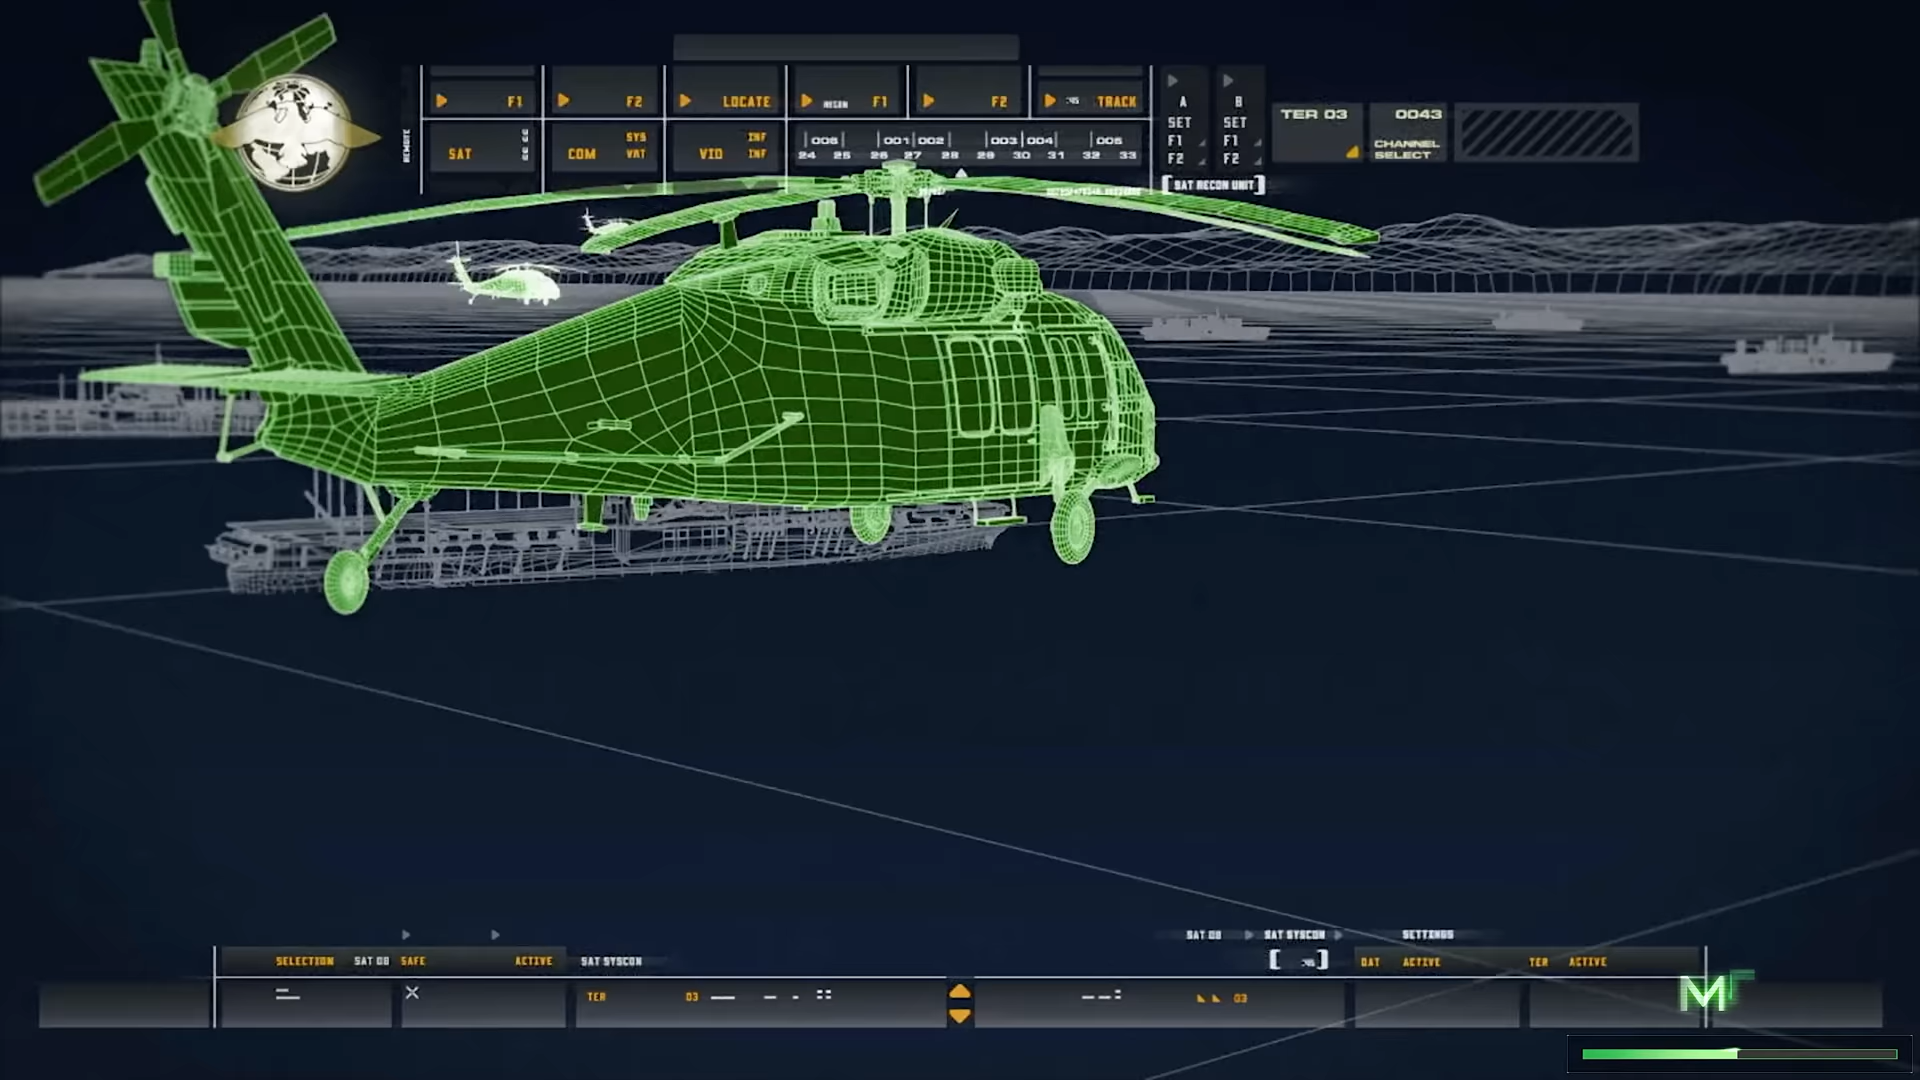 F1
F2
LOCATE
RECON F1
F2
TRACK
REMOTE
SAT
COM
SYS
VRT
VID
INF
INF
006 001 002 003 004 005
24 25 26 27 28 29 30 31 32 33
A
SET
F1
F2
B
SET
F1
F2
[SAT RECON UNIT]
TER 03
0043
CHANNEL
SELECT
SAT 08
SAT SYSCON
SETTINGS
SELECTION
SAT 08
SAFE
ACTIVE
SAT SYSCON
DAT
ACTIVE
TER
ACTIVE
TER
03
03
M